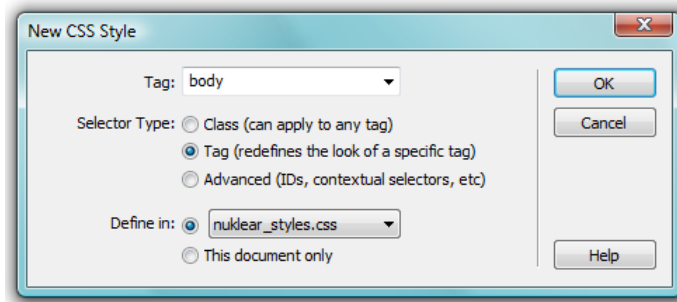 New CSS Style
Tag: body
OK
Selector Type: Class (can apply to any tag)
Cancel
Tag (redefines the look of a specific tag)
Advanced (IDs, contextual selectors, etc)
Define in: nuklear_styles.css
This document only
Help